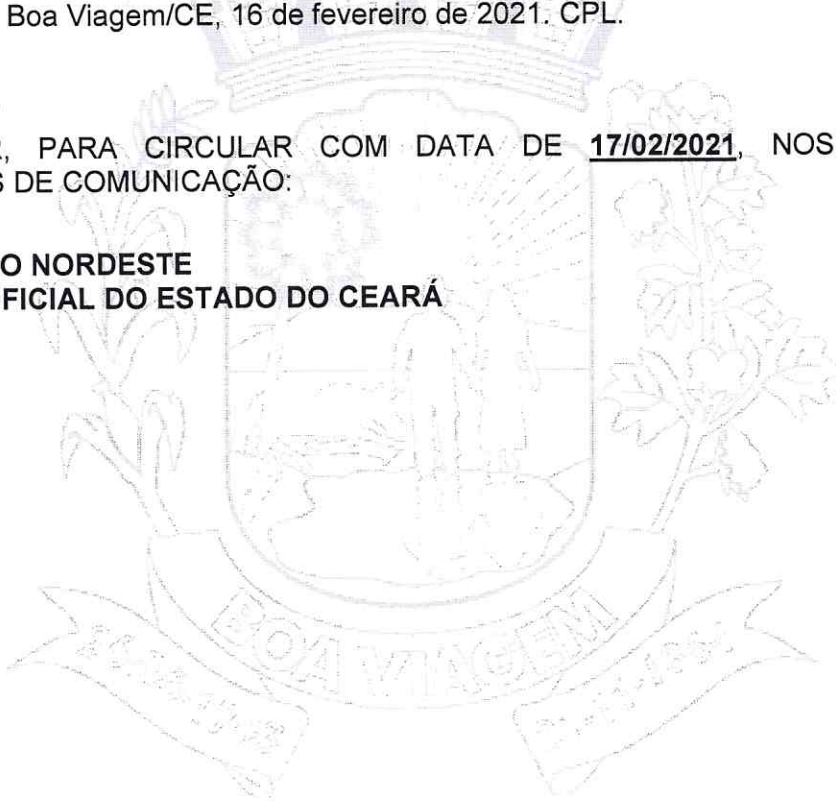 Boa Viagem/CE, 16 de fevereiro de 2021. CPL.
, PARA CIRCULAR COM DATA DE 17/02/2021, NOS
S DE COMUNICAÇÃO:
O NORDESTE
FICIAL DO ESTADO DO CEARÁ
BOA VIAGEM